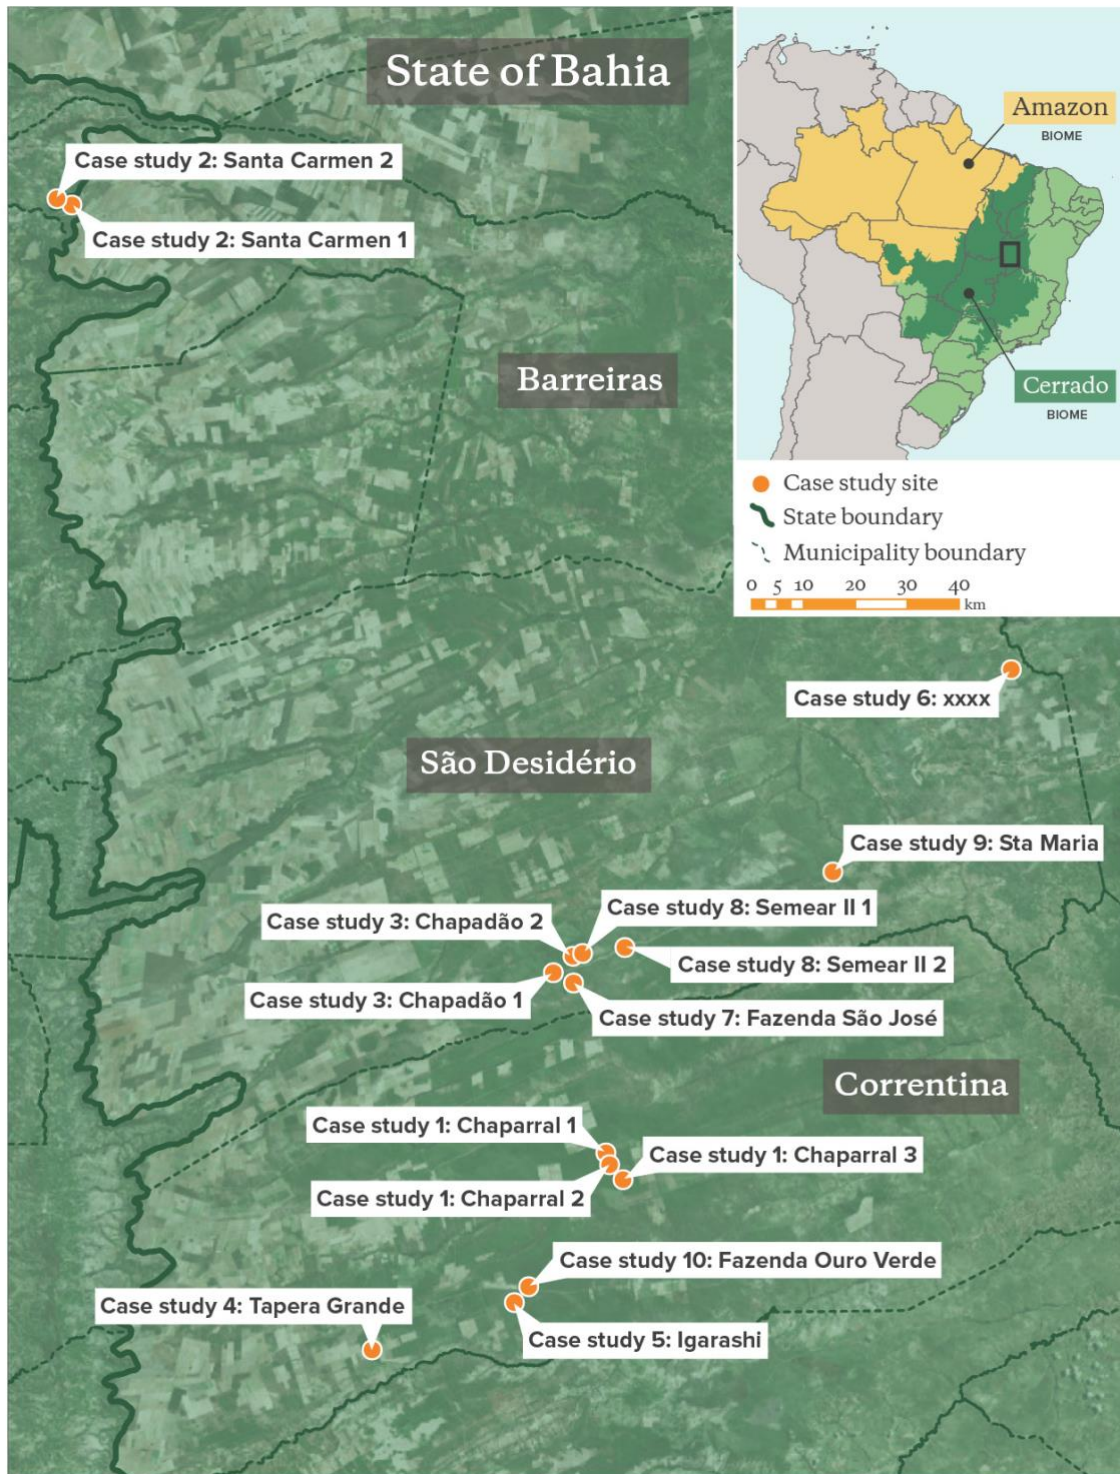 State of Bahia
Amazon
BIOME
Case study 2: Santa Carmen 2
Case study 2: Santa Carmen 1
Barreiras
Cerrado
BIOME
Case study site
State boundary
Municipality boundary
0 5 10 20 30 40
km
Case study 6: xxxx
São Desidério
Case study 9: Sta Maria
Case study 3: Chapadão 2
Case study 8: Semear II 1
Case study 8: Semear II 2
Case study 3: Chapadão 1
Case study 7: Fazenda São José
Correntina
Case study 1: Chaparral 1
Case study 1: Chaparral 3
Case study 1: Chaparral 2
Case study 10: Fazenda Ouro Verde
Case study 4: Tapera Grande
Case study 5: Igarashi